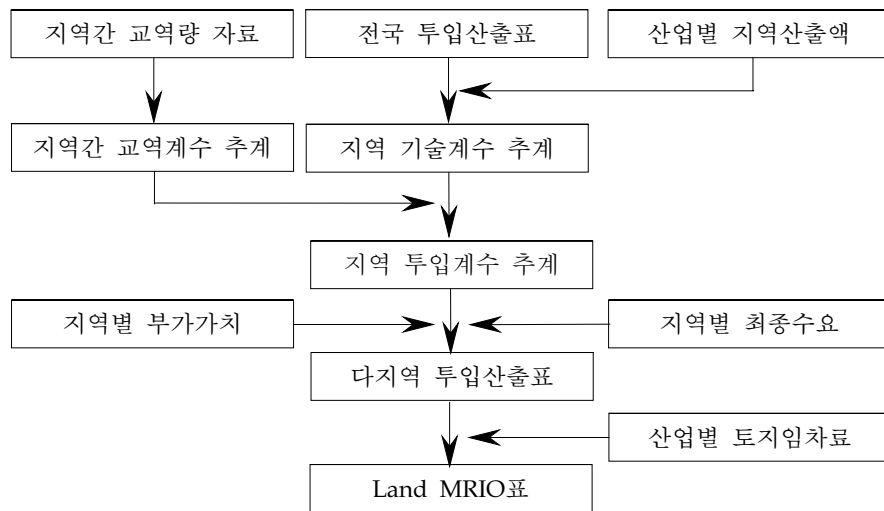 지역간 교역량 자료
전국 투입산출표
산업별 지역산출액
지역간 교역계수 추계
지역 기술계수 추계
지역 투입계수 추계
지역별 부가가치
지역별 최종수요
다지역 투입산출표
산업별 토지임차료
Land MRIO표